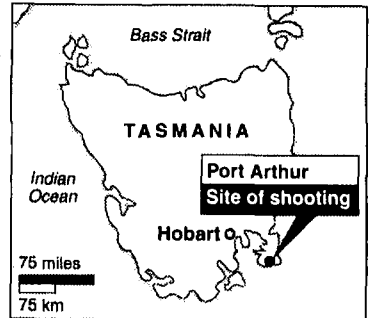 Bass Strait
TASMANIA
Indian
Ocean
Port Arthur
Site of shooting
Hobart
75 miles
75 km